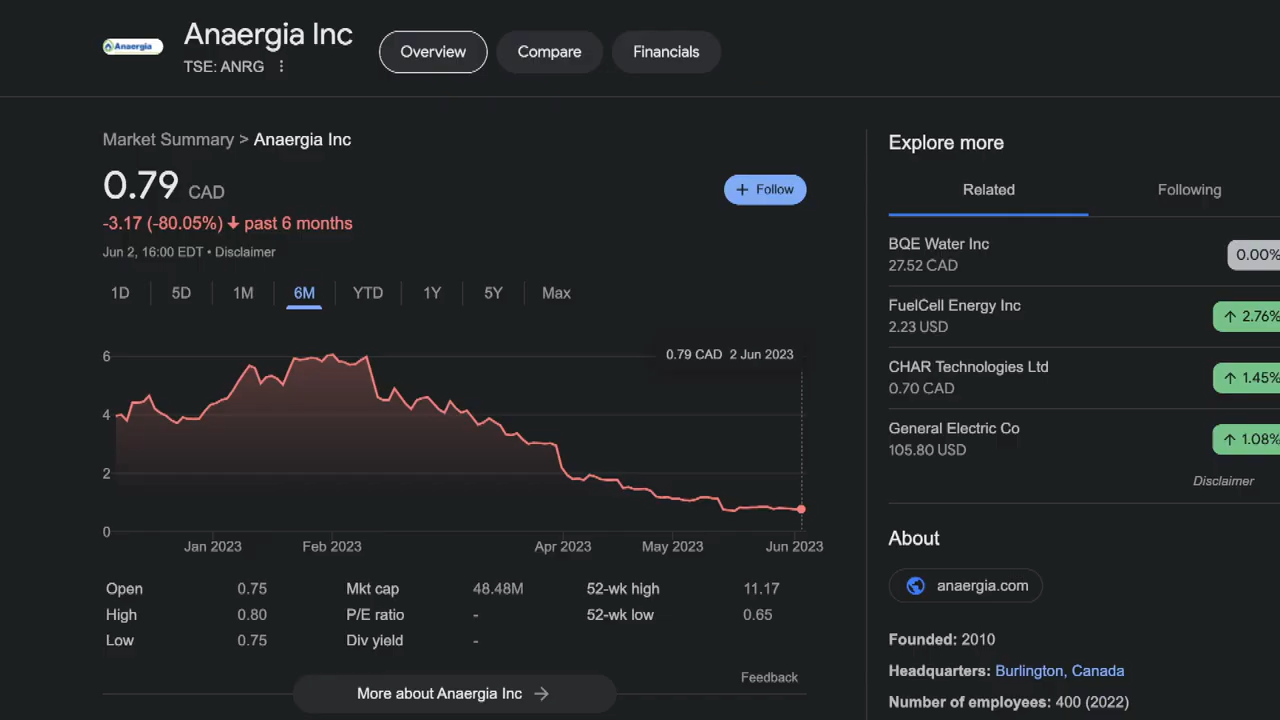 Anaergia
Anaergia Inc
TSE: ANRG
Overview
Compare
Financials
Market Summary > Anaergia Inc
0.79 CAD
+ Follow
-3.17 (-80.05%) ↓ past 6 months
Jun 2, 16:00 EDT • Disclaimer
1D 5D 1M 6M YTD 1Y 5Y Max
0.79 CAD 2 Jun 2023
6
4
2
0
Jan 2023 Feb 2023 Apr 2023 May 2023 Jun 2023
Open 0.75 Mkt cap 48.48M 52-wk high 11.17
High 0.80 P/E ratio - 52-wk low 0.65
Low 0.75 Div yield -
Feedback
More about Anaergia Inc →
Explore more
Related Following
BQE Water Inc
27.52 CAD
0.00%
FuelCell Energy Inc
2.23 USD
↑ 2.76%
CHAR Technologies Ltd
0.70 CAD
↑ 1.45%
General Electric Co
105.80 USD
↑ 1.08%
Disclaimer
About
anaergia.com
Founded: 2010
Headquarters: Burlington, Canada
Number of employees: 400 (2022)